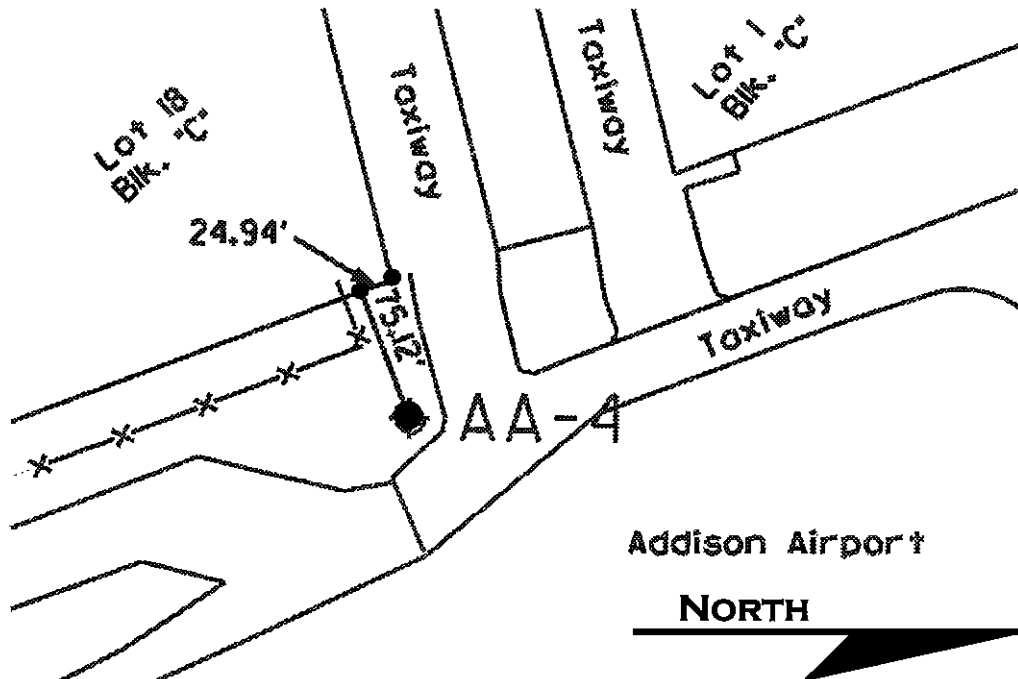 Lot 18
Blk. "C"
Taxiway
Taxiway
Lot 1
Blk. "C"
24.94'
75.12'
Taxiway
AA-4
Addison Airport
NORTH